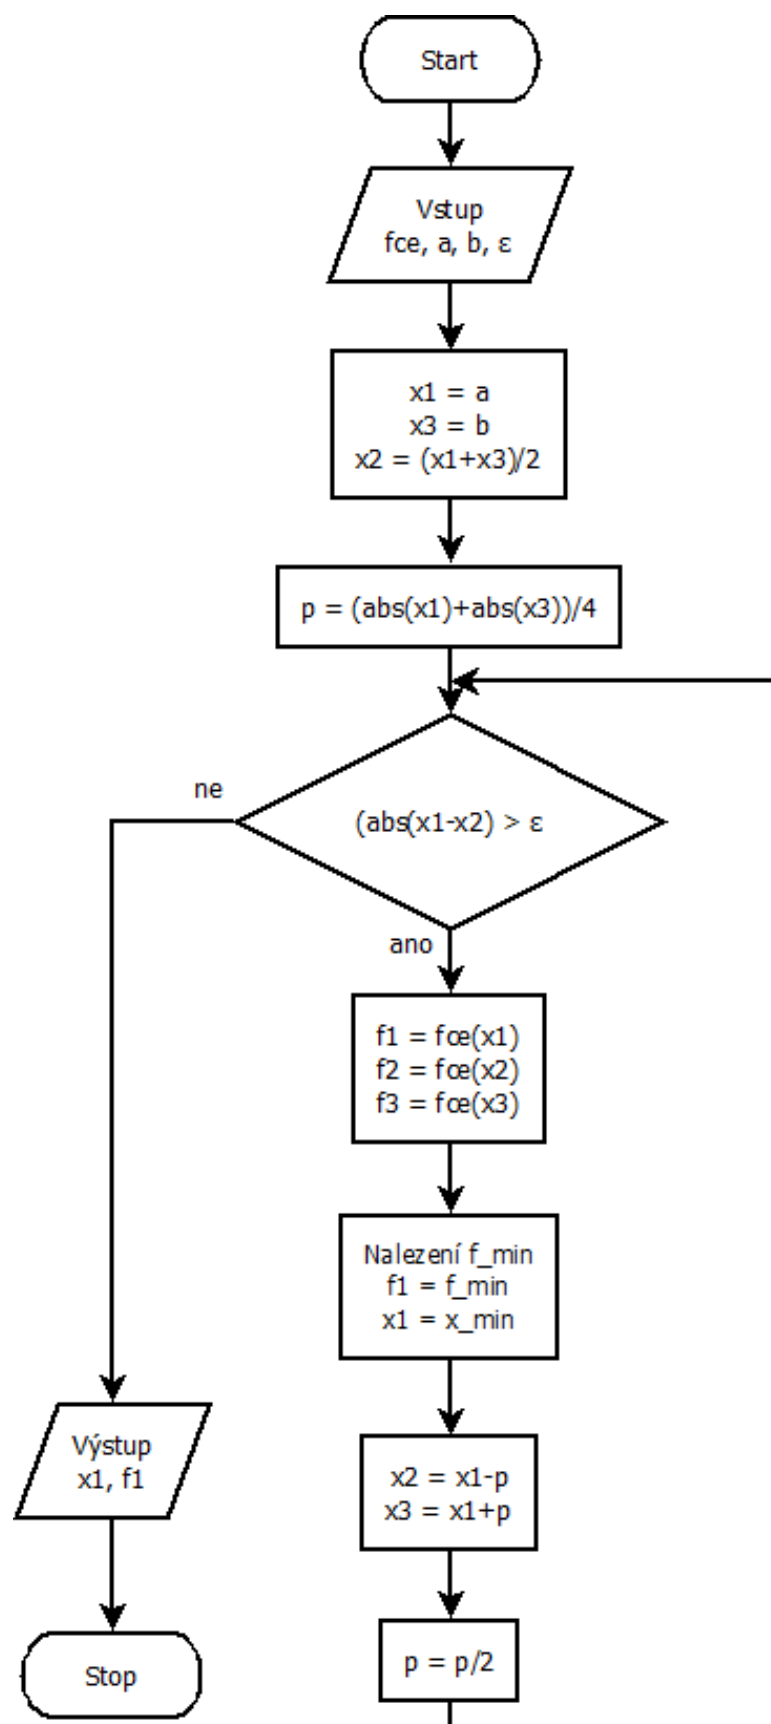 Start
Vstup
fce, a, b, ε
x1 = a
x3 = b
x2 = (x1+x3)/2
p = (abs(x1)+abs(x3))/4
ne
(abs(x1-x2) > ε
ano
f1 = fce(x1)
f2 = fce(x2)
f3 = fce(x3)
Nalezení f_min
f1 = f_min
x1 = x_min
Výstup
x1, f1
x2 = x1-p
x3 = x1+p
Stop
p = p/2